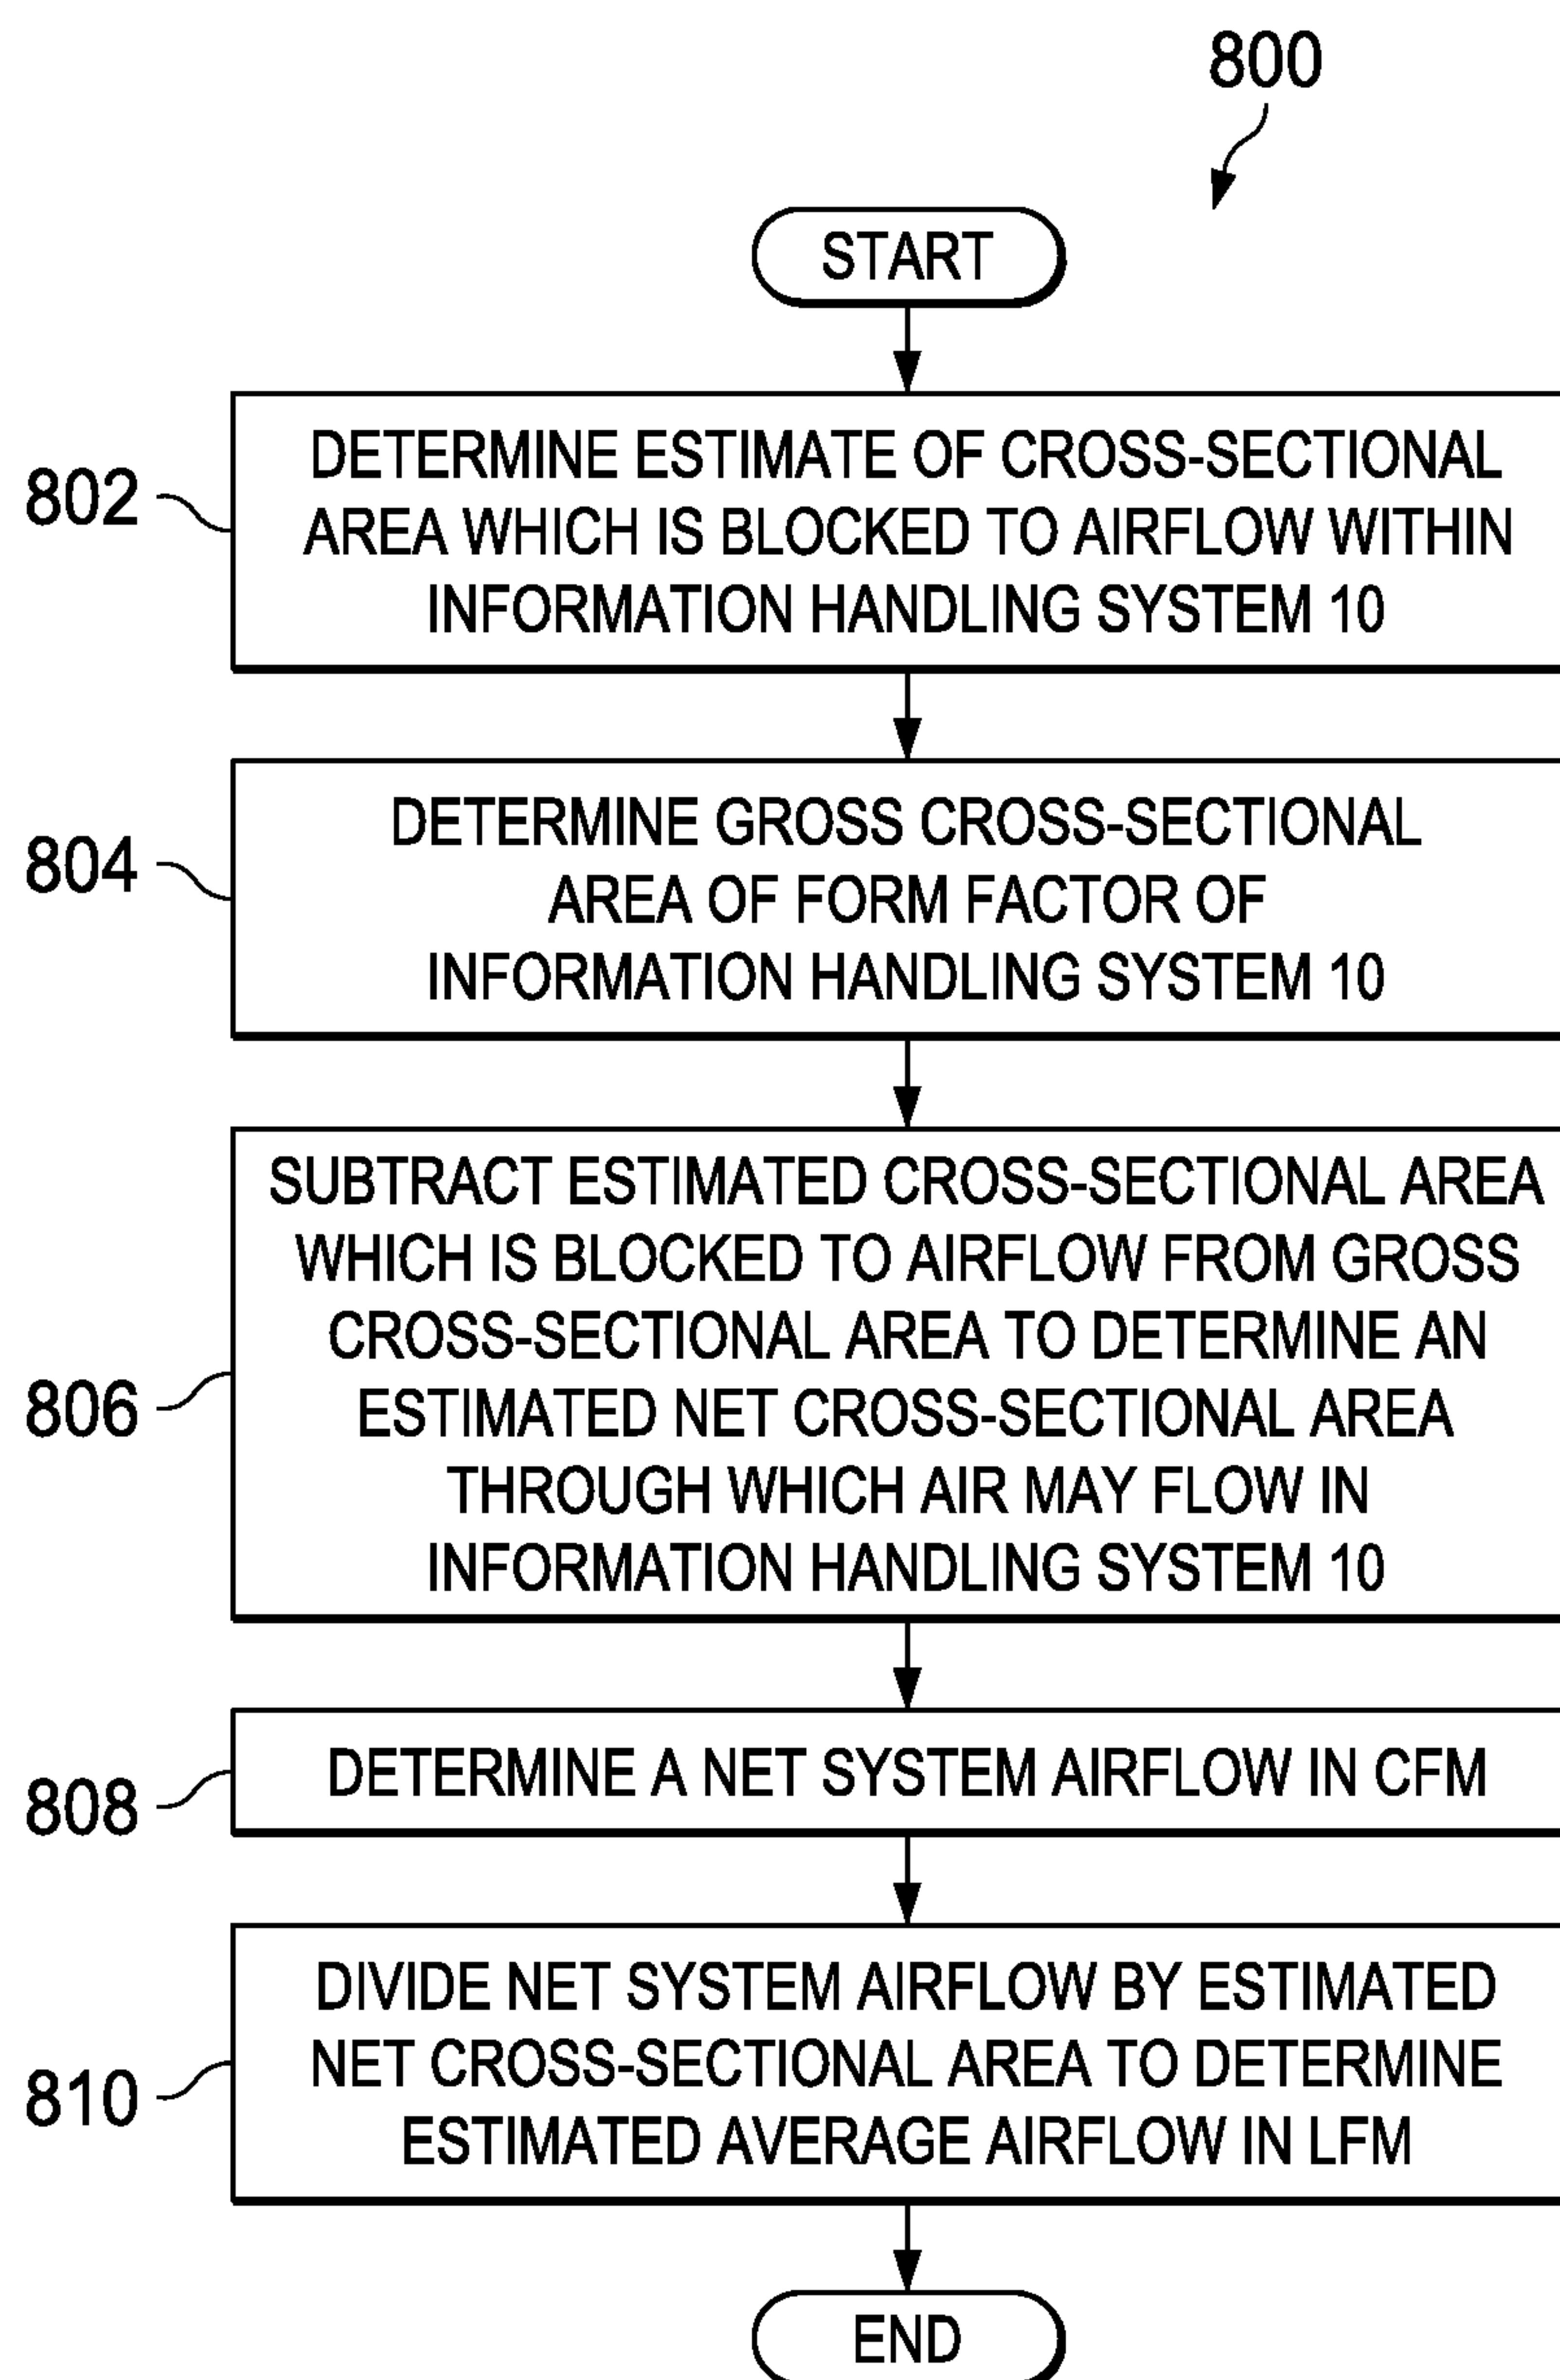 800
START
802
DETERMINE ESTIMATE OF CROSS-SECTIONAL
AREA WHICH IS BLOCKED TO AIRFLOW WITHIN
INFORMATION HANDLING SYSTEM 10
804
DETERMINE GROSS CROSS-SECTIONAL
AREA OF FORM FACTOR OF
INFORMATION HANDLING SYSTEM 10
806
SUBTRACT ESTIMATED CROSS-SECTIONAL AREA
WHICH IS BLOCKED TO AIRFLOW FROM GROSS
CROSS-SECTIONAL AREA TO DETERMINE AN
ESTIMATED NET CROSS-SECTIONAL AREA
THROUGH WHICH AIR MAY FLOW IN
INFORMATION HANDLING SYSTEM 10
808
DETERMINE A NET SYSTEM AIRFLOW IN CFM
810
DIVIDE NET SYSTEM AIRFLOW BY ESTIMATED
NET CROSS-SECTIONAL AREA TO DETERMINE
ESTIMATED AVERAGE AIRFLOW IN LFM
END